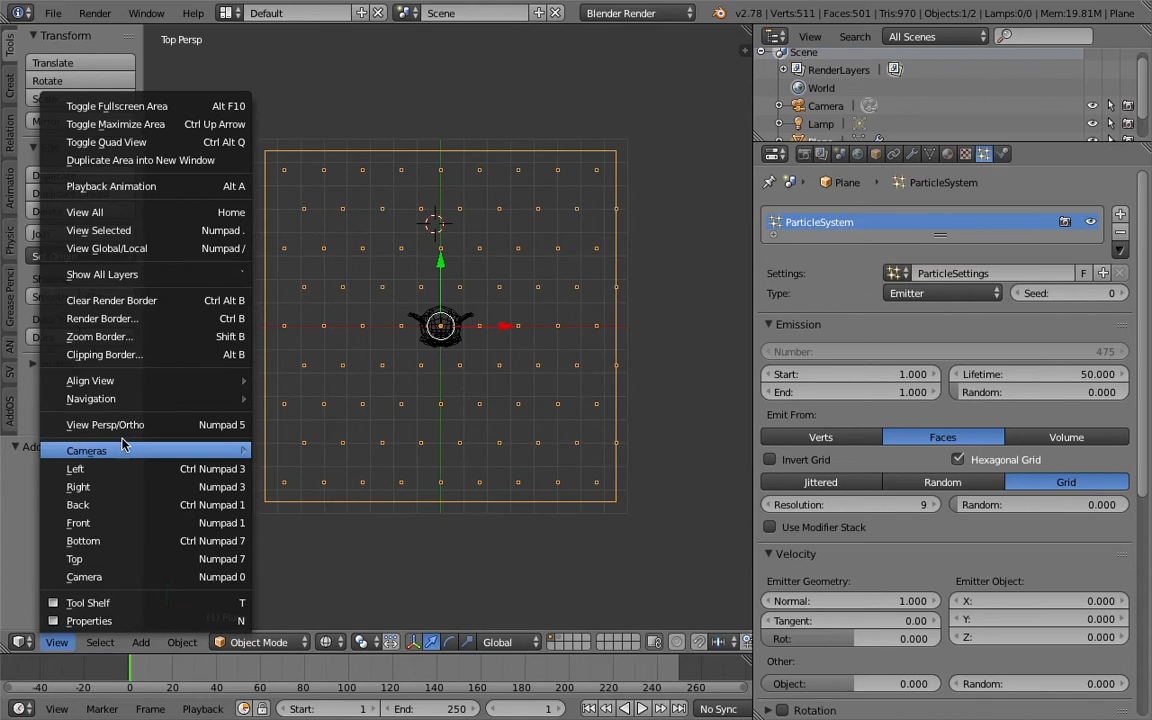 File Render Window Help Default Scene Blender Render v2.78 | Verts:511 | Faces:501 | Tris:970 | Objects:1/2 | Lamps:0/0 | Mem:19.81M | Plane
Tools
Transform
Translate
Rotate
Top Persp
Toggle Fullscreen Area Alt F10
Toggle Maximize Area Ctrl Up Arrow
Toggle Quad View Ctrl Alt Q
Duplicate Area into New Window
Playback Animation Alt A
View All Home
View Selected Numpad .
View Global/Local Numpad /
Show All Layers `
Clear Render Border Ctrl Alt B
Render Border... Ctrl B
Zoom Border... Shift B
Clipping Border... Alt B
Align View
Navigation
View Persp/Ortho Numpad 5
Cameras
Left Ctrl Numpad 3
Right Numpad 3
Back Ctrl Numpad 1
Front Numpad 1
Bottom Ctrl Numpad 7
Top Numpad 7
Camera Numpad 0
Tool Shelf T
Properties N
Creat
Relation
Animatio
Physic
Grease Penci
AN
SV
AddOS
View Select Add Object Object Mode Global
-40 -20 0 20 40 60 80 100 120 140 160 180 200 220 240 260
View Marker Frame Playback Start: 1 End: 250 1 No Sync
View Search All Scenes
Scene
RenderLayers
World
Camera
Lamp
Plane ParticleSystem
ParticleSystem
Settings: ParticleSettings F
Type: Emitter Seed: 0
Emission
Number: 475
Start: 1.000 Lifetime: 50.000
End: 1.000 Random: 0.000
Emit From:
Verts Faces Volume
Invert Grid Hexagonal Grid
Jittered Random Grid
Resolution: 9 Random: 0.000
Use Modifier Stack
Velocity
Emitter Geometry: Emitter Object:
Normal: 1.000 X: 0.000
Tangent: 0.00 Y: 0.000
Rot: 0.000 Z: 0.000
Other:
Object: 0.000 Random: 0.000
Rotation